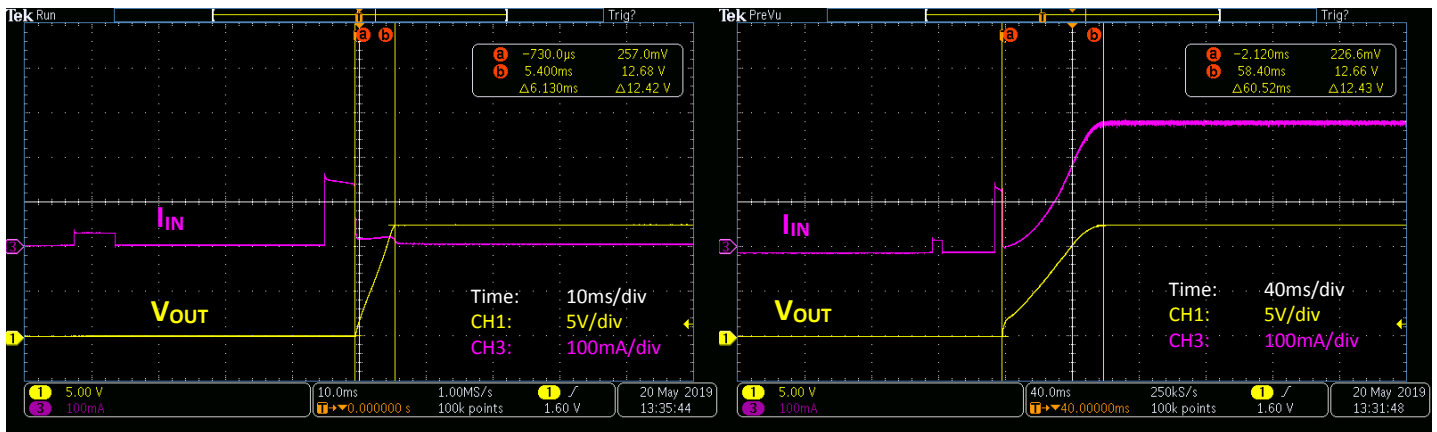 Tek Run
Trig?
a b
a −730.0µs 257.0mV
b 5.400ms 12.68 V
Δ6.130ms Δ12.42 V
3
IIN
VOUT
Time: 10ms/div
CH1: 5V/div
CH3: 100mA/div
1
1 5.00 V
3 100mA
10.0ms 1.00MS/s
T→▼0.000000 s 100k points
1 ∫
1.60 V
20 May 2019
13:35:44
Tek PreVu
Trig?
a b
a −2.120ms 226.6mV
b 58.40ms 12.66 V
Δ60.52ms Δ12.43 V
3
IIN
VOUT
Time: 40ms/div
CH1: 5V/div
CH3: 100mA/div
1
1 5.00 V
3 100mA
40.0ms 250kS/s
T→▼40.00000ms 100k points
1 ∫
1.60 V
20 May 2019
13:31:48